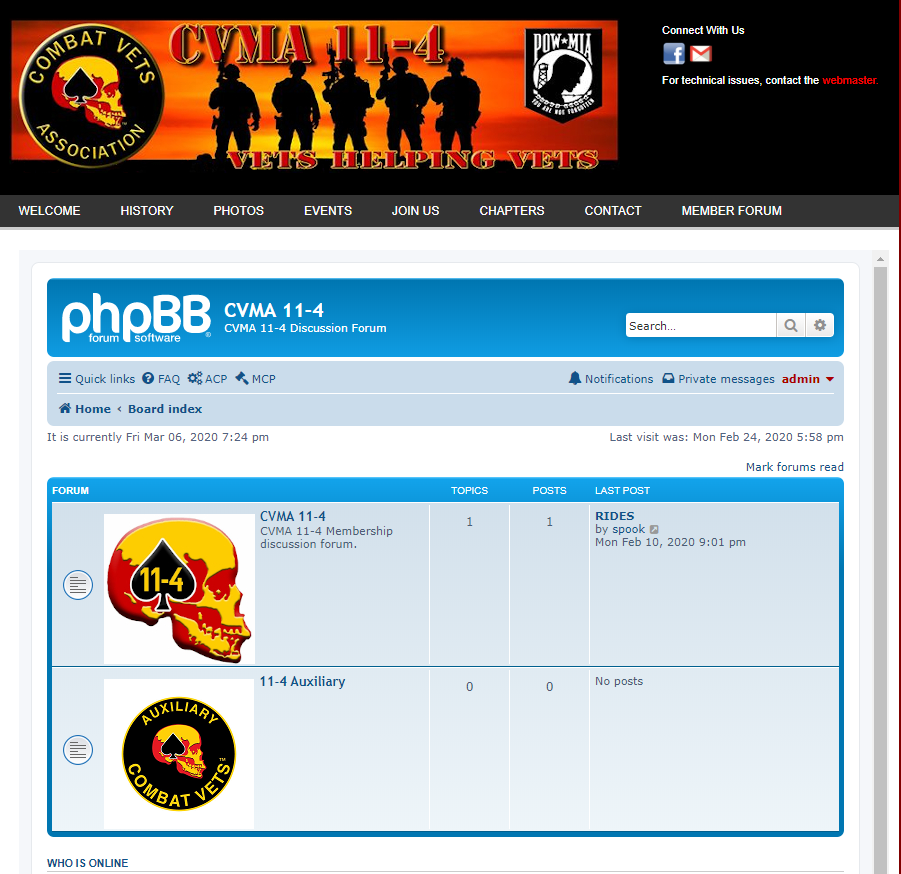 COMBAT VETS
ASSOCIATION
CVMA 11-4
POW★MIA
YOU ARE NOT FORGOTTEN
VETS HELPING VETS
Connect With Us
For technical issues, contact the webmaster.
WELCOME HISTORY PHOTOS EVENTS JOIN US CHAPTERS CONTACT MEMBER FORUM
phpBB
forum software
CVMA 11-4
CVMA 11-4 Discussion Forum
Search…
Quick links FAQ ACP MCP Notifications Private messages admin
Home ‹ Board index
It is currently Fri Mar 06, 2020 7:24 pm Last visit was: Mon Feb 24, 2020 5:58 pm
Mark forums read
FORUM TOPICS POSTS LAST POST
11-4
CVMA 11-4
CVMA 11-4 Membership
discussion forum.
1 1
RIDES
by spook
Mon Feb 10, 2020 9:01 pm
AUXILIARY
COMBAT VETS
11-4 Auxiliary
0 0 No posts
WHO IS ONLINE